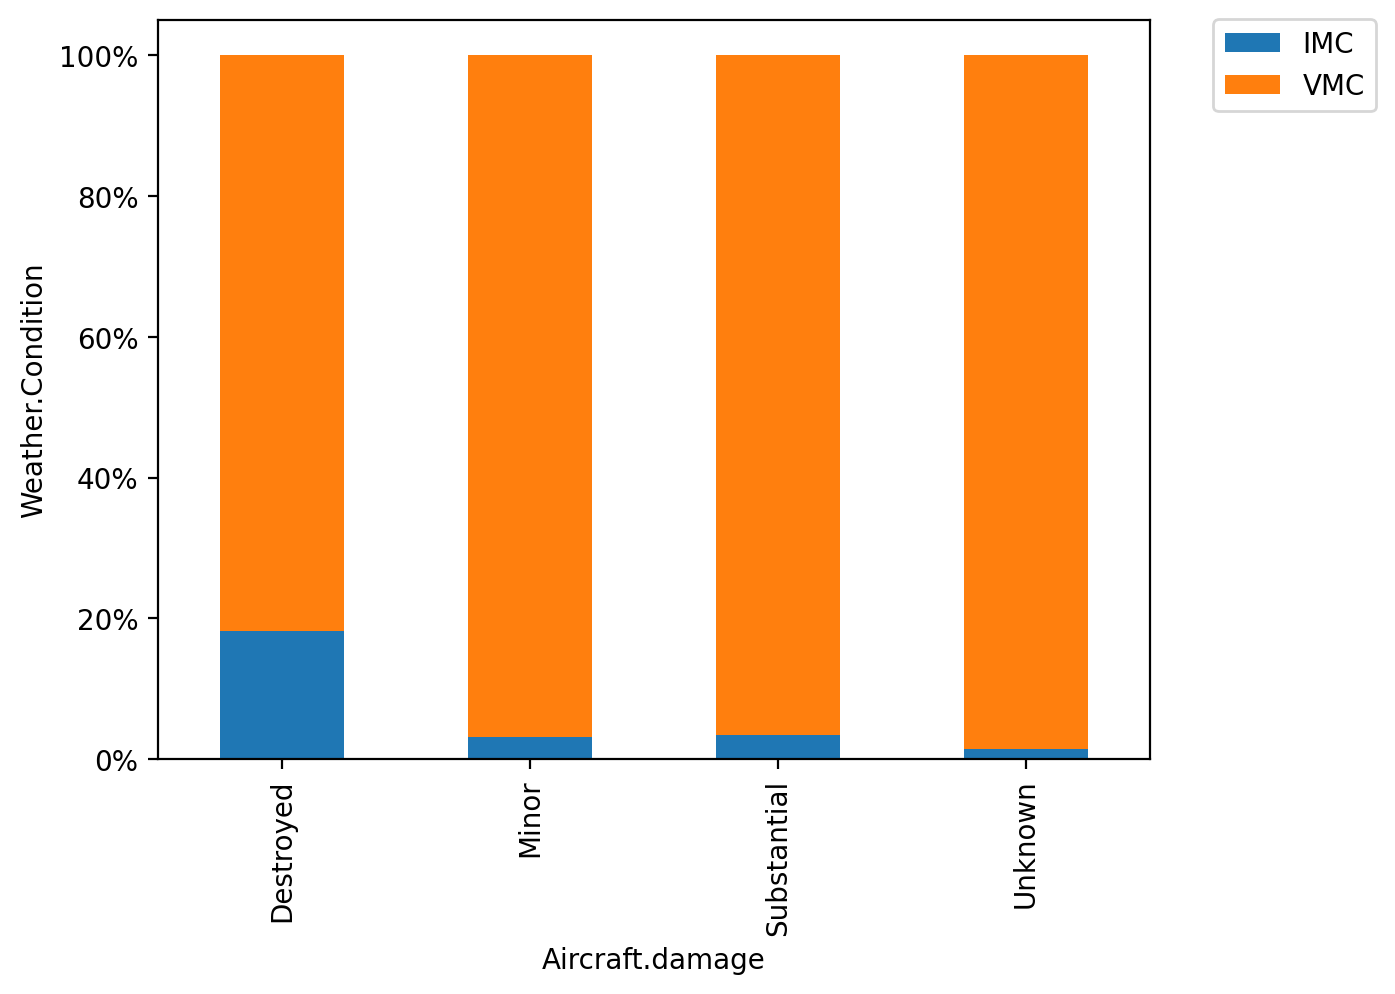 IMC
VMC
100%
80%
60%
40%
20%
0%
Weather.Condition
Destroyed
Minor
Substantial
Unknown
Aircraft.damage